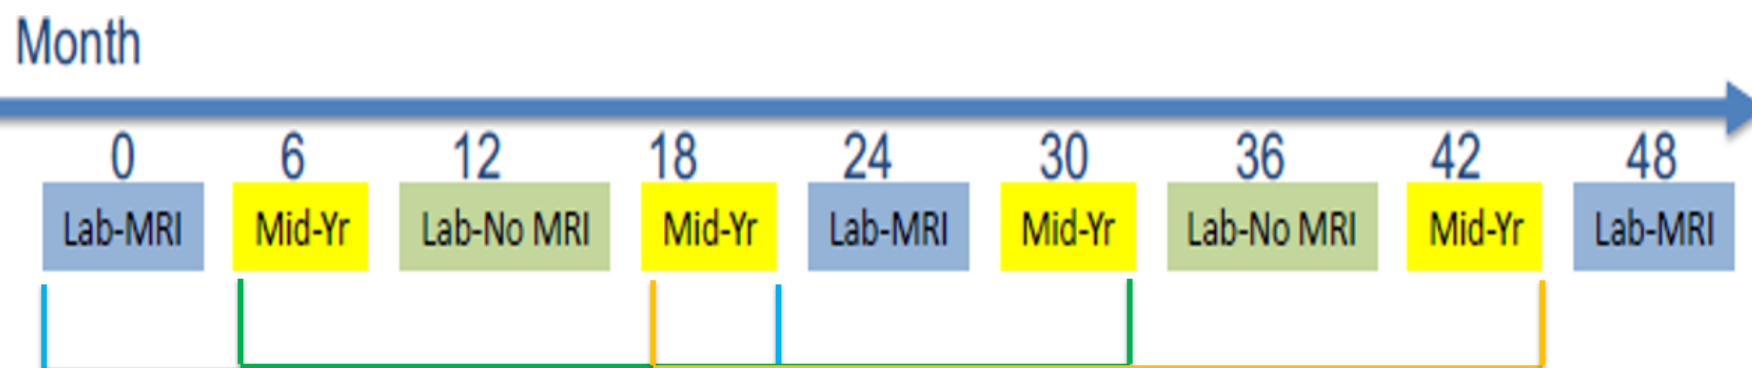 Month
0 6 12 18 24 30 36 42 48
Lab-MRI Mid-Yr Lab-No MRI Mid-Yr Lab-MRI Mid-Yr Lab-No MRI Mid-Yr Lab-MRI